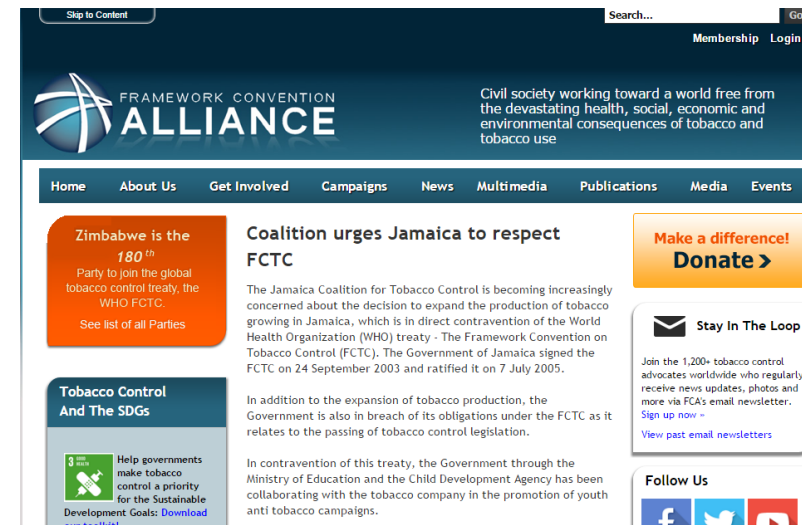 Skip to Content
Search...
Go
Membership Login
FRAMEWORK CONVENTION
ALLIANCE
Civil society working toward a world free from
the devastating health, social, economic and
environmental consequences of tobacco and
tobacco use
Home About Us Get Involved Campaigns News Multimedia Publications Media Events
Zimbabwe is the
180th
Party to join the global
tobacco control treaty, the
WHO FCTC.
See list of all Parties
Tobacco Control
And The SDGs
3 GOOD HEALTH
Help governments
make tobacco
control a priority
for the Sustainable
Development Goals: Download
our toolkit!
Coalition urges Jamaica to respect
FCTC
The Jamaica Coalition for Tobacco Control is becoming increasingly
concerned about the decision to expand the production of tobacco
growing in Jamaica, which is in direct contravention of the World
Health Organization (WHO) treaty - The Framework Convention on
Tobacco Control (FCTC). The Government of Jamaica signed the
FCTC on 24 September 2003 and ratified it on 7 July 2005.
In addition to the expansion of tobacco production, the
Government is also in breach of its obligations under the FCTC as it
relates to the passing of tobacco control legislation.
In contravention of this treaty, the Government through the
Ministry of Education and the Child Development Agency has been
collaborating with the tobacco company in the promotion of youth
anti tobacco campaigns.
Make a difference!
Donate >
Stay In The Loop
Join the 1,200+ tobacco control
advocates worldwide who regularly
receive news updates, photos and
more via FCA's email newsletter.
Sign up now »
View past email newsletters
Follow Us